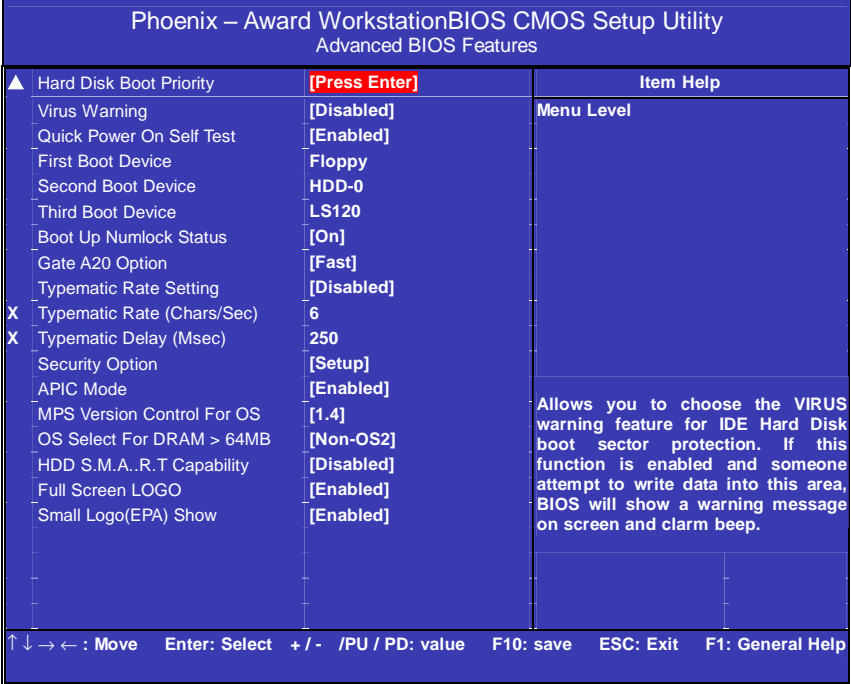 Phoenix – Award WorkstationBIOS CMOS Setup Utility
Advanced BIOS Features
▲ Hard Disk Boot Priority [Press Enter] Item Help
Virus Warning [Disabled] Menu Level
Quick Power On Self Test [Enabled]
First Boot Device Floppy
Second Boot Device HDD-0
Third Boot Device LS120
Boot Up Numlock Status [On]
Gate A20 Option [Fast]
Typematic Rate Setting [Disabled]
X Typematic Rate (Chars/Sec) 6
X Typematic Delay (Msec) 250
Security Option [Setup]
APIC Mode [Enabled]
MPS Version Control For OS [1.4]
OS Select For DRAM > 64MB [Non-OS2]
HDD S.M.A..R.T Capability [Disabled]
Full Screen LOGO [Enabled]
Small Logo(EPA) Show [Enabled]
Allows you to choose the VIRUS
warning feature for IDE Hard Disk
boot sector protection. If this
function is enabled and someone
attempt to write data into this area,
BIOS will show a warning message
on screen and clarm beep.
↑↓→← : Move Enter: Select + / - /PU / PD: value F10: save ESC: Exit F1: General Help